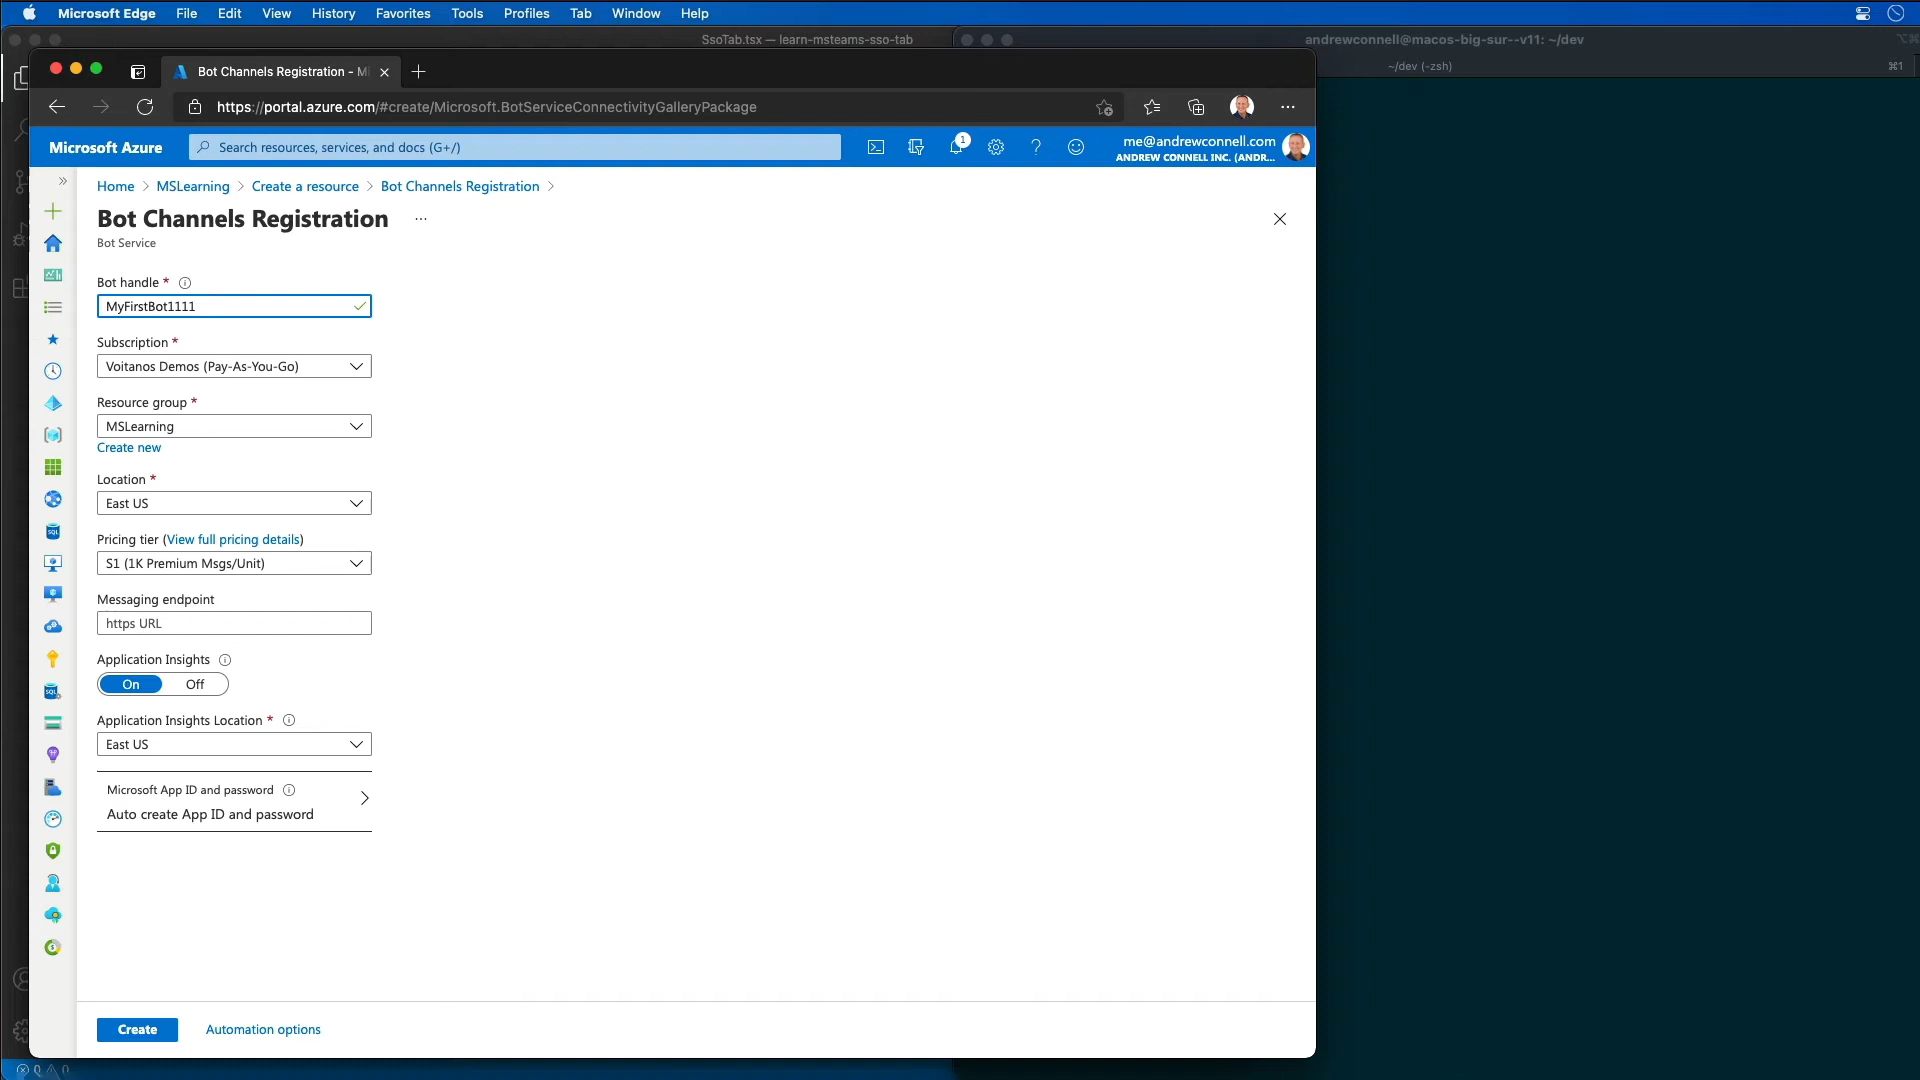 Microsoft Edge File Edit View History Favorites Tools Profiles Tab Window Help
SsoTab.tsx — learn-msteams-sso-tab
andrewconnell@macos-big-sur--v11: ~/dev
⌥⌘
~/dev (-zsh)
⌘1
Bot Channels Registration - M
https://portal.azure.com/#create/Microsoft.BotServiceConnectivityGalleryPackage
Microsoft Azure
Search resources, services, and docs (G+/)
1
me@andrewconnell.com
ANDREW CONNELL INC. (ANDR...
Home > MSLearning > Create a resource > Bot Channels Registration >
Bot Channels Registration ...
Bot Service
Bot handle *
MyFirstBot1111
Subscription *
Voitanos Demos (Pay-As-You-Go)
Resource group *
MSLearning
Create new
Location *
East US
Pricing tier (View full pricing details)
S1 (1K Premium Msgs/Unit)
Messaging endpoint
https URL
Application Insights
On Off
Application Insights Location *
East US
Microsoft App ID and password
Auto create App ID and password
Create Automation options
0 0